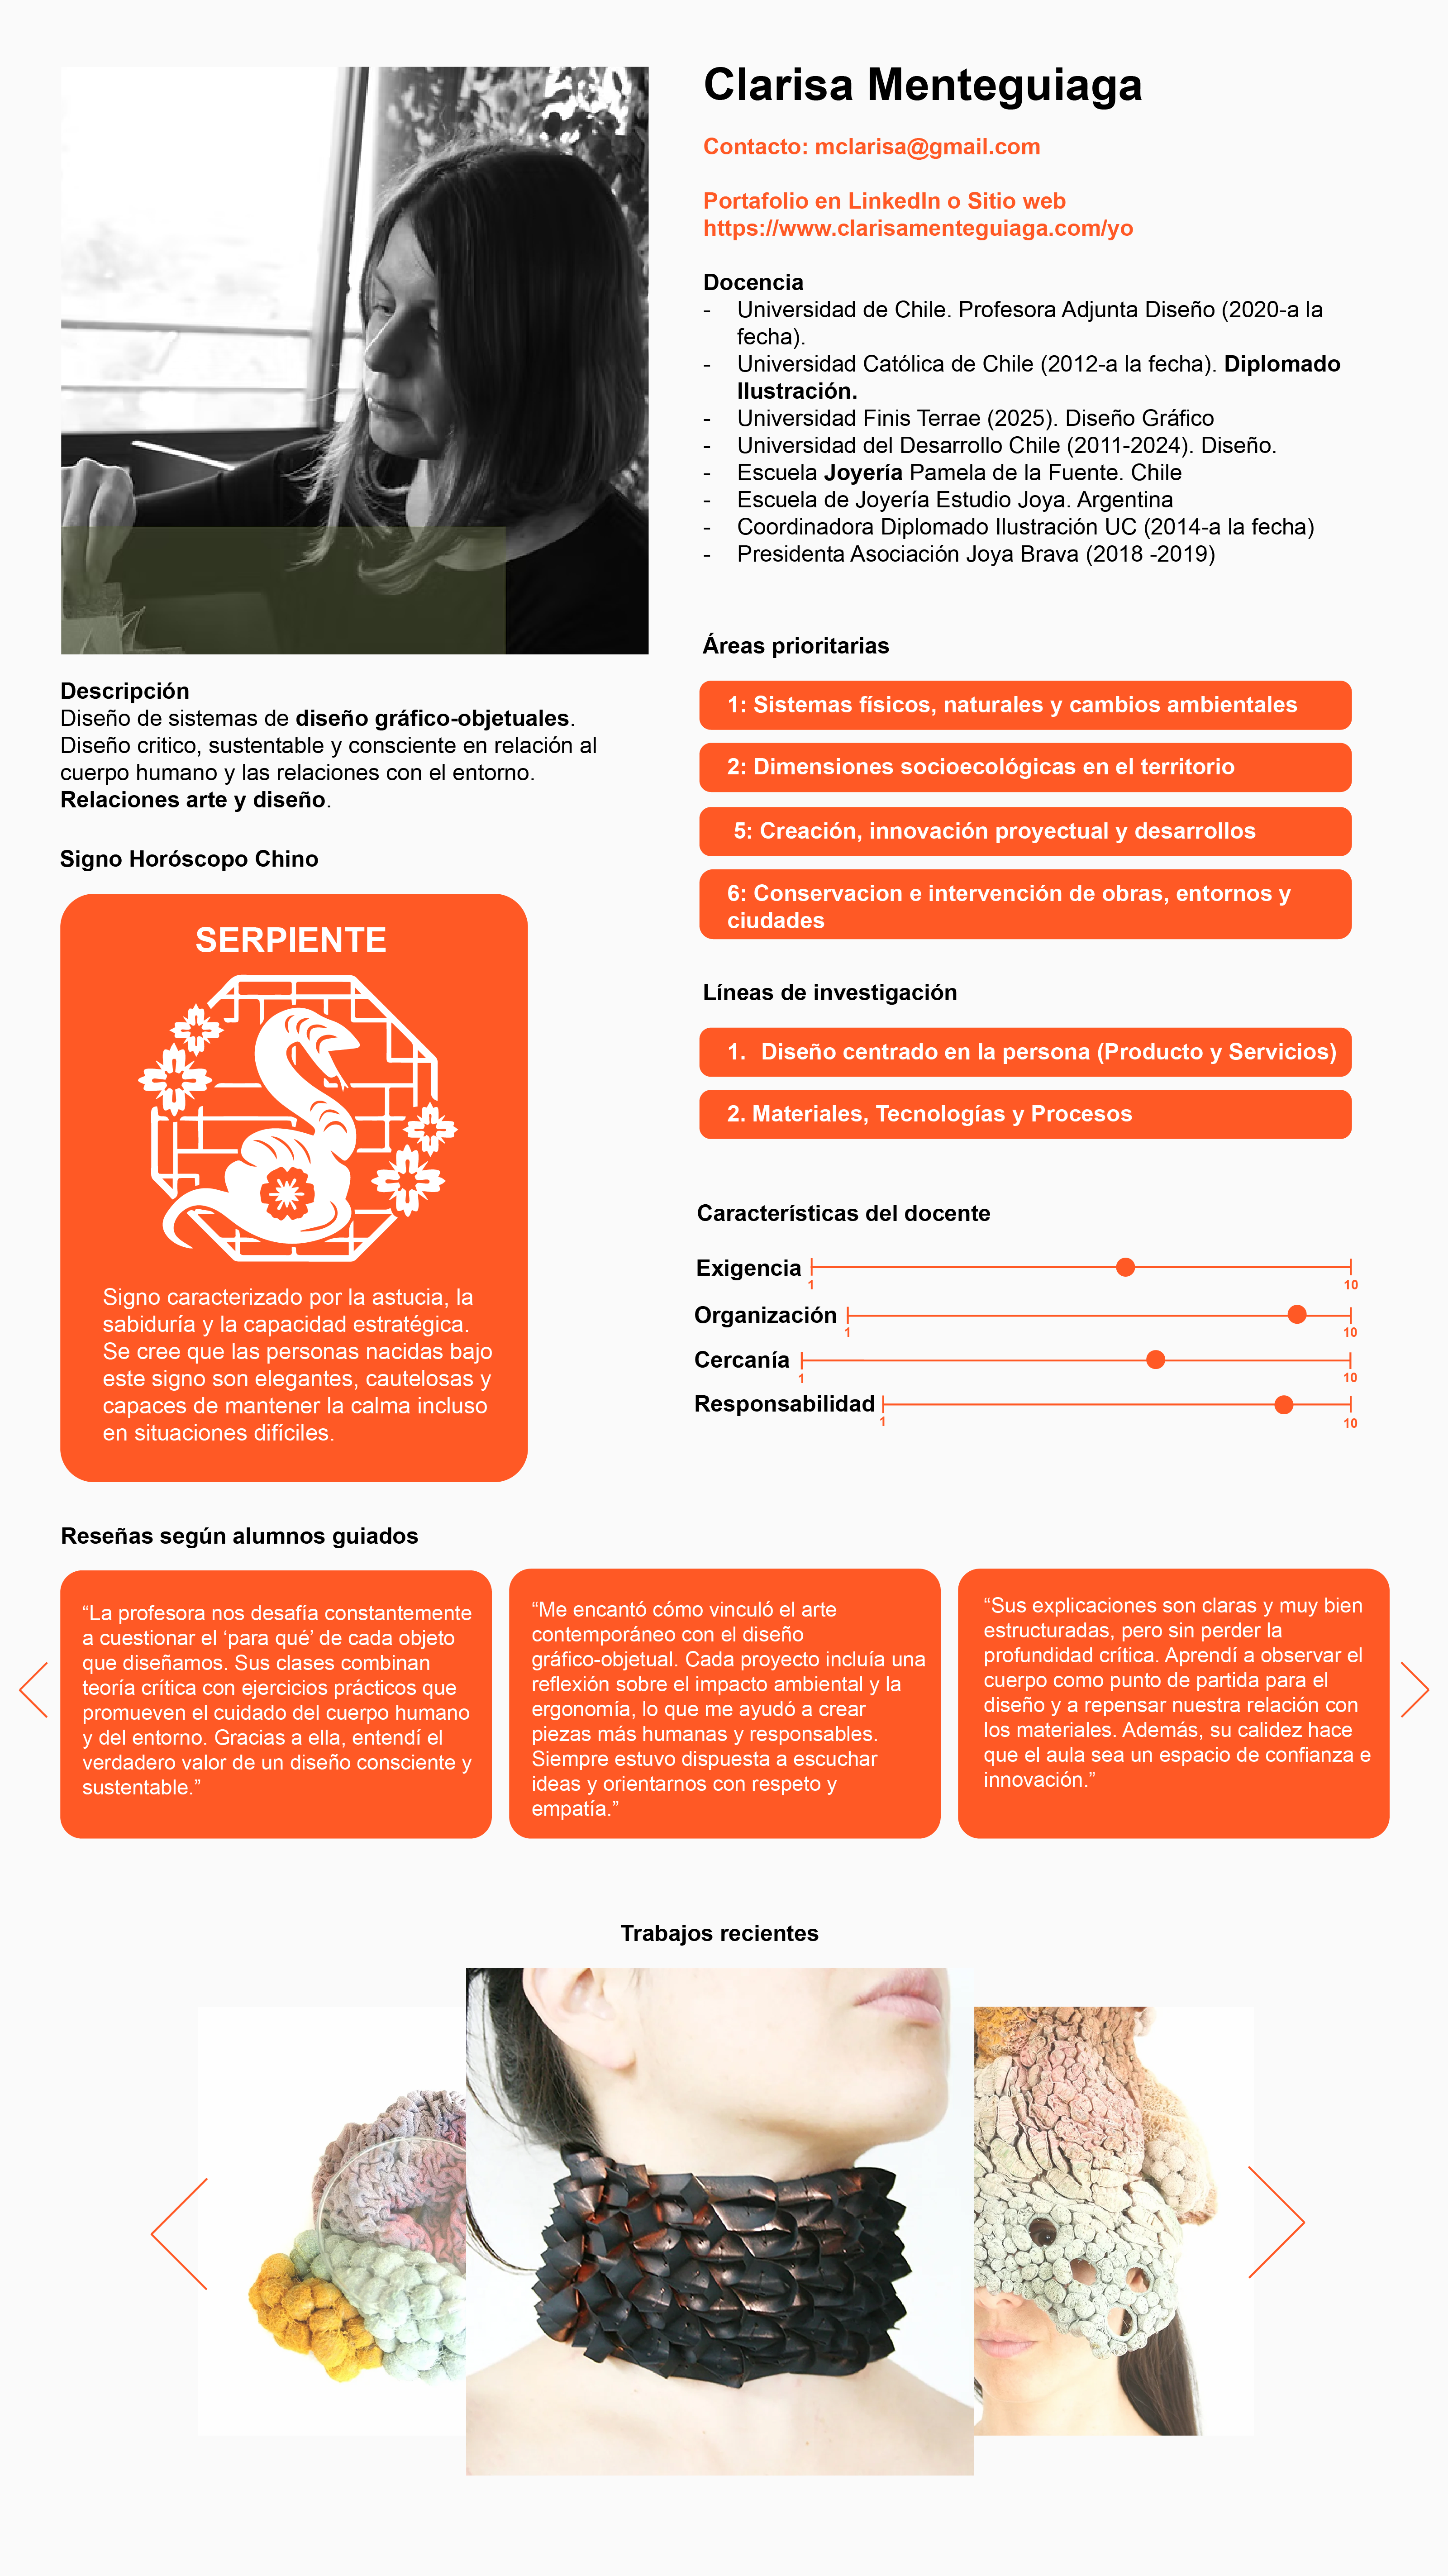 Clarisa Menteguiaga
Contacto: mclarisa@gmail.com
Portafolio en LinkedIn o Sitio web
https://www.clarisamenteguiaga.com/yo
Docencia
- Universidad de Chile. Profesora Adjunta Diseño (2020-a la
fecha).
- Universidad Católica de Chile (2012-a la fecha). Diplomado
Ilustración.
- Universidad Finis Terrae (2025). Diseño Gráfico
- Universidad del Desarrollo Chile (2011-2024). Diseño.
- Escuela Joyería Pamela de la Fuente. Chile
- Escuela de Joyería Estudio Joya. Argentina
- Coordinadora Diplomado Ilustración UC (2014-a la fecha)
- Presidenta Asociación Joya Brava (2018 -2019)
Descripción
Diseño de sistemas de diseño gráfico-objetuales.
Diseño critico, sustentable y consciente en relación al
cuerpo humano y las relaciones con el entorno.
Relaciones arte y diseño.
Signo Horóscopo Chino
SERPIENTE
Signo caracterizado por la astucia, la
sabiduría y la capacidad estratégica.
Se cree que las personas nacidas bajo
este signo son elegantes, cautelosas y
capaces de mantener la calma incluso
en situaciones difíciles.
Áreas prioritarias
1: Sistemas físicos, naturales y cambios ambientales
2: Dimensiones socioecológicas en el territorio
5: Creación, innovación proyectual y desarrollos
6: Conservacion e intervención de obras, entornos y
ciudades
Líneas de investigación
1. Diseño centrado en la persona (Producto y Servicios)
2. Materiales, Tecnologías y Procesos
Características del docente
Exigencia
1 10
Organización
1 10
Cercanía
1 10
Responsabilidad
1 10
Reseñas según alumnos guiados
“La profesora nos desafía constantemente
a cuestionar el ‘para qué’ de cada objeto
que diseñamos. Sus clases combinan
teoría crítica con ejercicios prácticos que
promueven el cuidado del cuerpo humano
y del entorno. Gracias a ella, entendí el
verdadero valor de un diseño consciente y
sustentable.”
“Me encantó cómo vinculó el arte
contemporáneo con el diseño
gráfico-objetual. Cada proyecto incluía una
reflexión sobre el impacto ambiental y la
ergonomía, lo que me ayudó a crear
piezas más humanas y responsables.
Siempre estuvo dispuesta a escuchar
ideas y orientarnos con respeto y
empatía.”
“Sus explicaciones son claras y muy bien
estructuradas, pero sin perder la
profundidad crítica. Aprendí a observar el
cuerpo como punto de partida para el
diseño y a repensar nuestra relación con
los materiales. Además, su calidez hace
que el aula sea un espacio de confianza e
innovación.”
Trabajos recientes